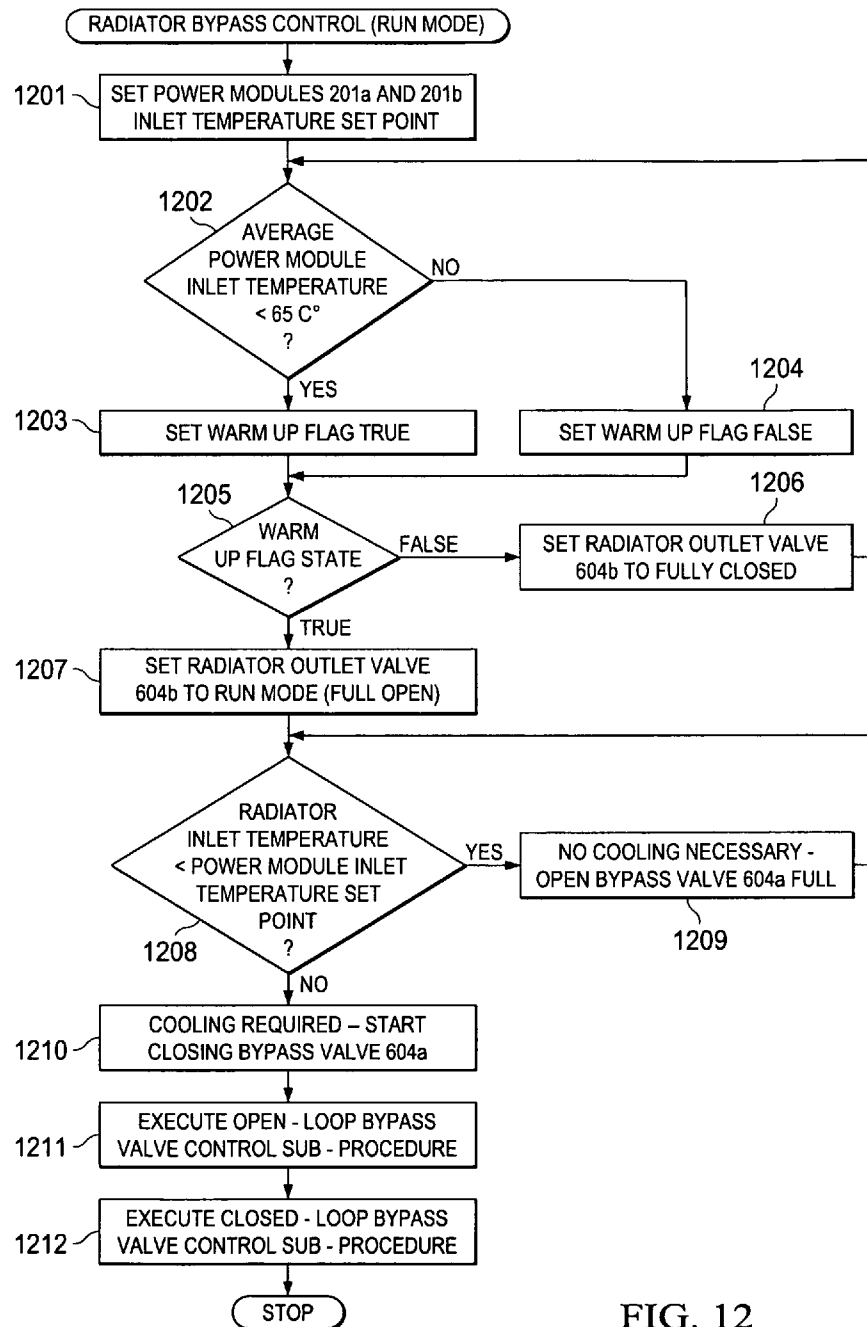 RADIATOR BYPASS CONTROL (RUN MODE)
1201
SET POWER MODULES 201a AND 201b
INLET TEMPERATURE SET POINT
1202
AVERAGE
POWER MODULE
INLET TEMPERATURE
< 65 C°
?
NO
YES
1203
SET WARM UP FLAG TRUE
1204
SET WARM UP FLAG FALSE
1205
WARM
UP FLAG STATE
?
FALSE
TRUE
1206
SET RADIATOR OUTLET VALVE
604b TO FULLY CLOSED
1207
SET RADIATOR OUTLET VALVE
604b TO RUN MODE (FULL OPEN)
RADIATOR
INLET TEMPERATURE
< POWER MODULE INLET
TEMPERATURE SET
POINT
?
1208
YES
NO
NO COOLING NECESSARY -
OPEN BYPASS VALVE 604a FULL
1209
1210
COOLING REQUIRED – START
CLOSING BYPASS VALVE 604a
1211
EXECUTE OPEN - LOOP BYPASS
VALVE CONTROL SUB - PROCEDURE
1212
EXECUTE CLOSED - LOOP BYPASS
VALVE CONTROL SUB - PROCEDURE
STOP
FIG. 12